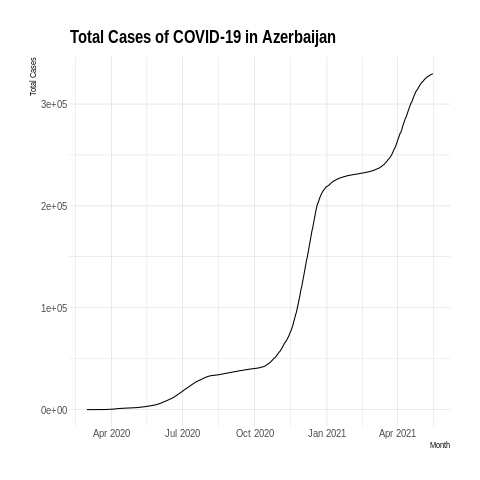 Total Cases of COVID-19 in Azerbaijan
Total Cases
3e+05
2e+05
1e+05
0e+00
Apr 2020 Jul 2020 Oct 2020 Jan 2021 Apr 2021
Month